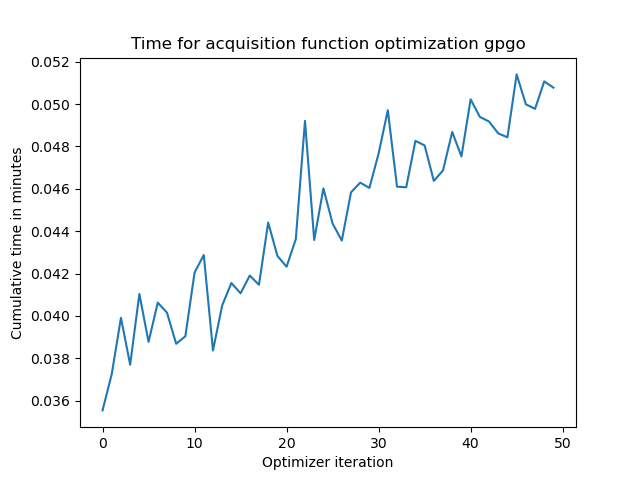 Time for acquisition function optimization gpgo
0.052
0.050
0.048
0.046
0.044
0.042
0.040
0.038
0.036
Cumulative time in minutes
0 10 20 30 40 50
Optimizer iteration